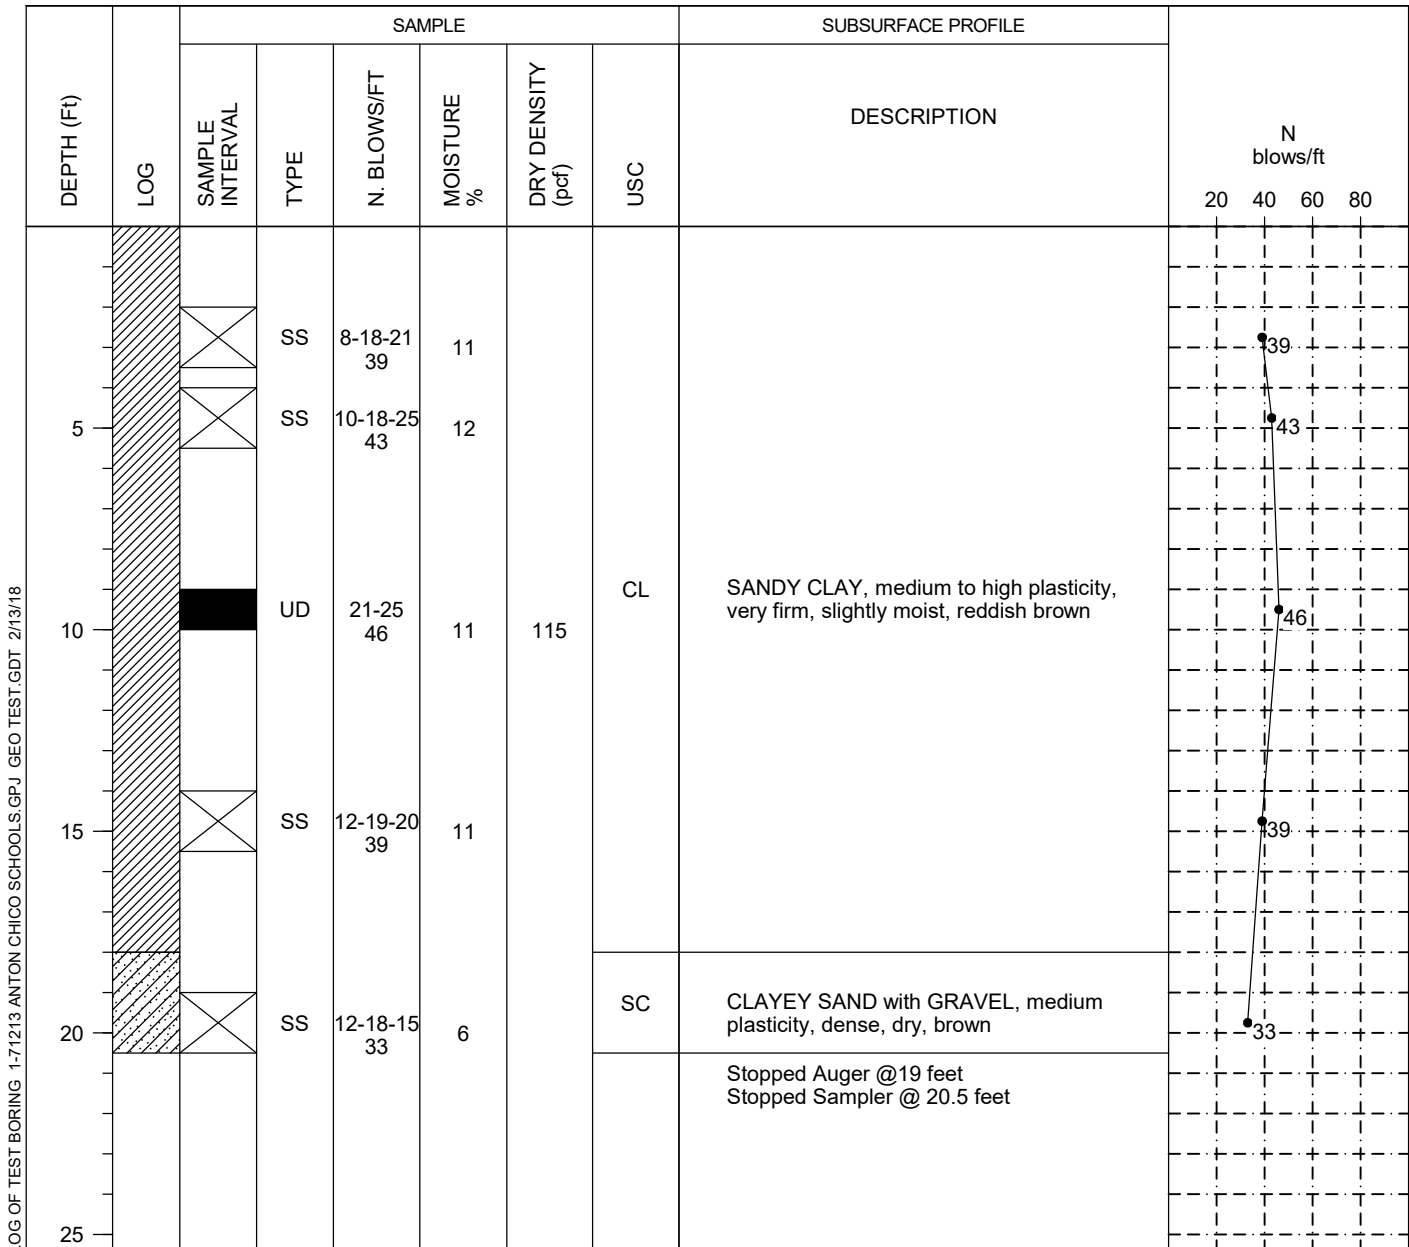 SAMPLE
SUBSURFACE PROFILE
DEPTH (Ft)
LOG
SAMPLE
INTERVAL
TYPE
N. BLOWS/FT
MOISTURE
%
DRY DENSITY
(pcf)
USC
DESCRIPTION
N
blows/ft
20 40 60 80
SS 8-18-21 11
39
39
5 SS 10-18-25 12
43
43
10 UD 21-25 11 115
46
CL
SANDY CLAY, medium to high plasticity,
very firm, slightly moist, reddish brown
46
15 SS 12-19-20 11
39
39
20 SS 12-18-15 6
33
SC
CLAYEY SAND with GRAVEL, medium
plasticity, dense, dry, brown
33
Stopped Auger @19 feet
Stopped Sampler @ 20.5 feet
25
OG OF TEST BORING 1-71213 ANTON CHICO SCHOOLS.GPJ GEO TEST.GDT 2/13/18